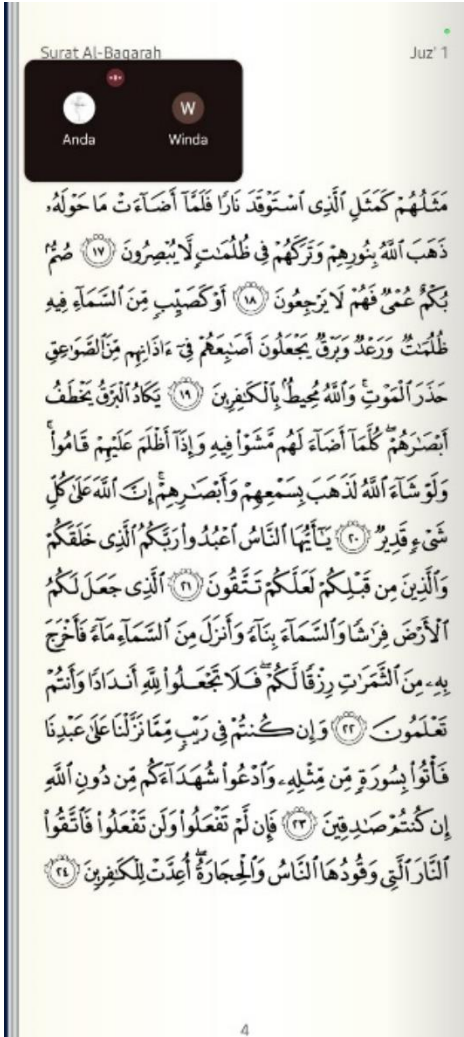 Surat Al-Baqarah
Juz' 1
Anda
W
Winda
مَثَلُهُمْ كَمَثَلِ ٱلَّذِى ٱسْتَوْقَدَ نَارًا فَلَمَّآ أَضَآءَتْ مَا حَوْلَهُۥ
ذَهَبَ ٱللَّهُ بِنُورِهِمْ وَتَرَكَهُمْ فِى ظُلُمَٰتٍ لَّا يُبْصِرُونَ ١٧ صُمٌّۢ
بُكْمٌ عُمْىٌ فَهُمْ لَا يَرْجِعُونَ ١٨ أَوْ كَصَيِّبٍ مِّنَ ٱلسَّمَآءِ فِيهِ
ظُلُمَٰتٌ وَرَعْدٌ وَبَرْقٌ يَجْعَلُونَ أَصَٰبِعَهُمْ فِىٓ ءَاذَانِهِم مِّنَ ٱلصَّوَٰعِقِ
حَذَرَ ٱلْمَوْتِ ۚ وَٱللَّهُ مُحِيطٌۢ بِٱلْكَٰفِرِينَ ١٩ يَكَادُ ٱلْبَرْقُ يَخْطَفُ
أَبْصَٰرَهُمْ ۖ كُلَّمَآ أَضَآءَ لَهُم مَّشَوْا۟ فِيهِ وَإِذَآ أَظْلَمَ عَلَيْهِمْ قَامُوا۟ ۚ
وَلَوْ شَآءَ ٱللَّهُ لَذَهَبَ بِسَمْعِهِمْ وَأَبْصَٰرِهِمْ ۚ إِنَّ ٱللَّهَ عَلَىٰ كُلِّ
شَىْءٍ قَدِيرٌ ٢٠ يَٰٓأَيُّهَا ٱلنَّاسُ ٱعْبُدُوا۟ رَبَّكُمُ ٱلَّذِى خَلَقَكُمْ
وَٱلَّذِينَ مِن قَبْلِكُمْ لَعَلَّكُمْ تَتَّقُونَ ٢١ ٱلَّذِى جَعَلَ لَكُمُ
ٱلْأَرْضَ فِرَٰشًا وَٱلسَّمَآءَ بِنَآءً وَأَنزَلَ مِنَ ٱلسَّمَآءِ مَآءً فَأَخْرَجَ
بِهِۦ مِنَ ٱلثَّمَرَٰتِ رِزْقًا لَّكُمْ ۖ فَلَا تَجْعَلُوا۟ لِلَّهِ أَندَادًا وَأَنتُمْ
تَعْلَمُونَ ٢٢ وَإِن كُنتُمْ فِى رَيْبٍ مِّمَّا نَزَّلْنَا عَلَىٰ عَبْدِنَا
فَأْتُوا۟ بِسُورَةٍ مِّن مِّثْلِهِۦ وَٱدْعُوا۟ شُهَدَآءَكُم مِّن دُونِ ٱللَّهِ
إِن كُنتُمْ صَٰدِقِينَ ٢٣ فَإِن لَّمْ تَفْعَلُوا۟ وَلَن تَفْعَلُوا۟ فَٱتَّقُوا۟
ٱلنَّارَ ٱلَّتِى وَقُودُهَا ٱلنَّاسُ وَٱلْحِجَارَةُ ۖ أُعِدَّتْ لِلْكَٰفِرِينَ ٢٤
4